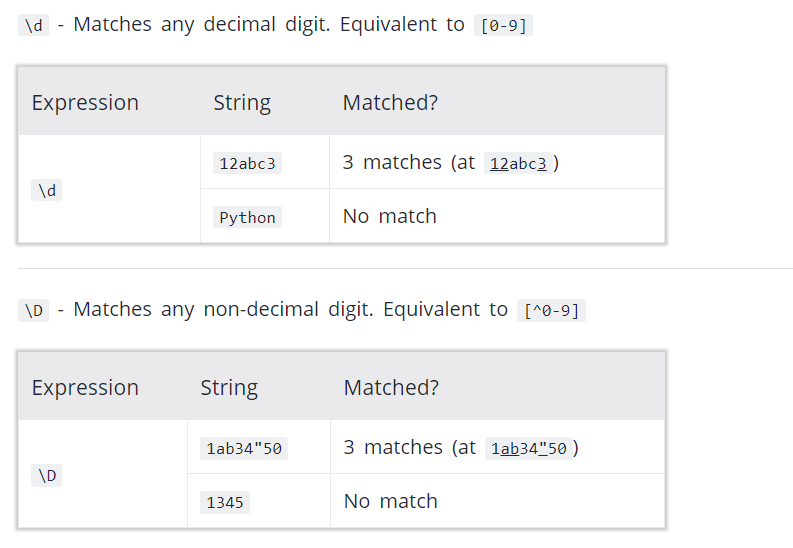 \d - Matches any decimal digit. Equivalent to [0-9]
Expression String Matched?
\d
12abc3 3 matches (at 12abc3 )
Python No match
\D - Matches any non-decimal digit. Equivalent to [^0-9]
Expression String Matched?
\D
1ab34"50 3 matches (at 1ab34"50 )
1345 No match